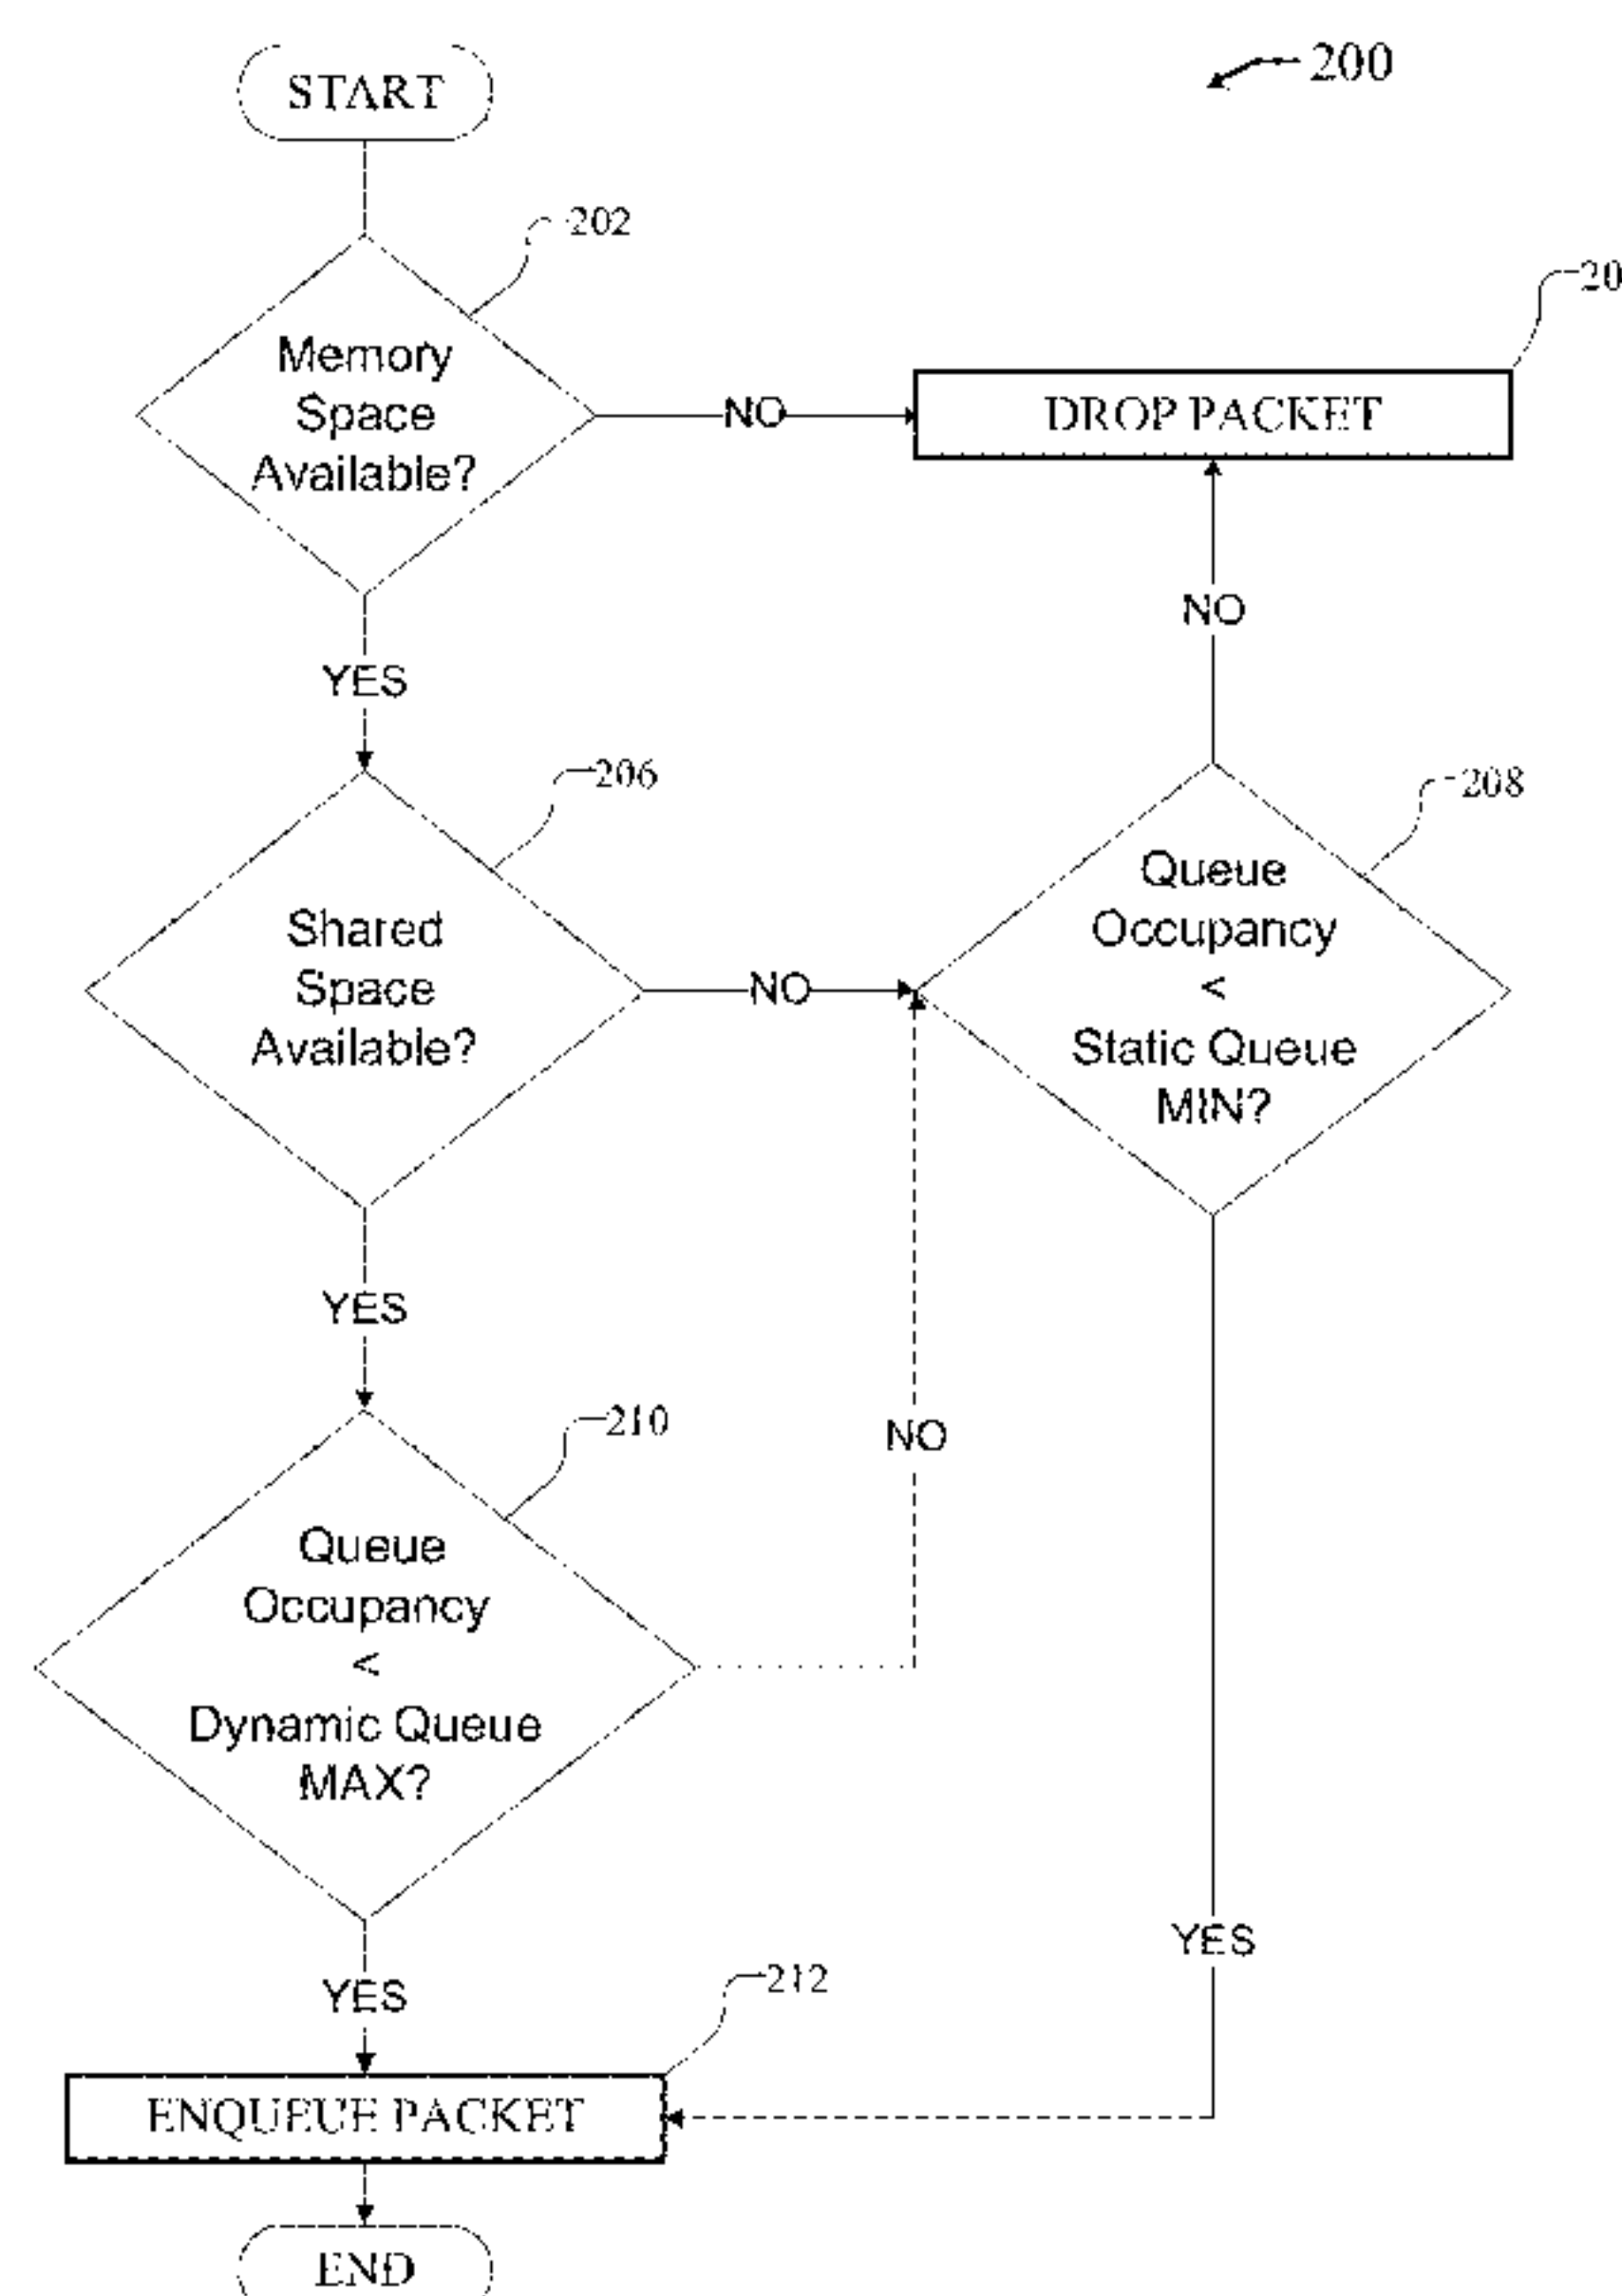 START
200
202
Memory
Space
Available?
NO
20
DROP PACKET
YES
NO
206
208
Shared
Space
Available?
NO
Queue
Occupancy
<
Static Queue
MIN?
YES
210
NO
Queue
Occupancy
<
Dynamic Queue
MAX?
YES
YES
212
ENQUEUE PACKET
END